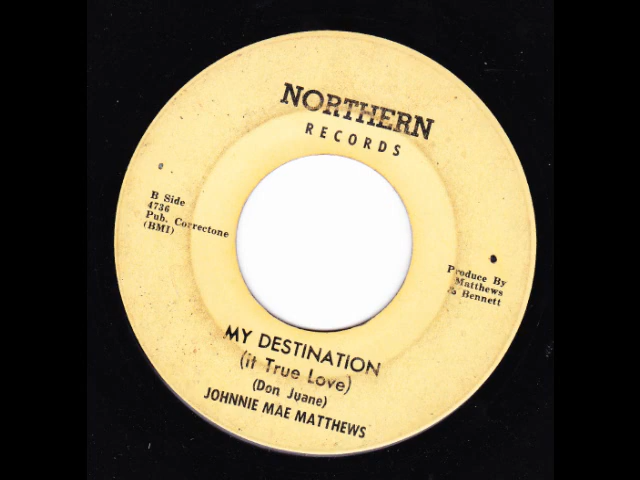 NORTHERN
RECORDS
B Side
4736
Pub. Correctone
(BMI)
Produce By
Matthews
& Bennett
MY DESTINATION
(it True Love)
(Don Juane)
JOHNNIE MAE MATTHEWS